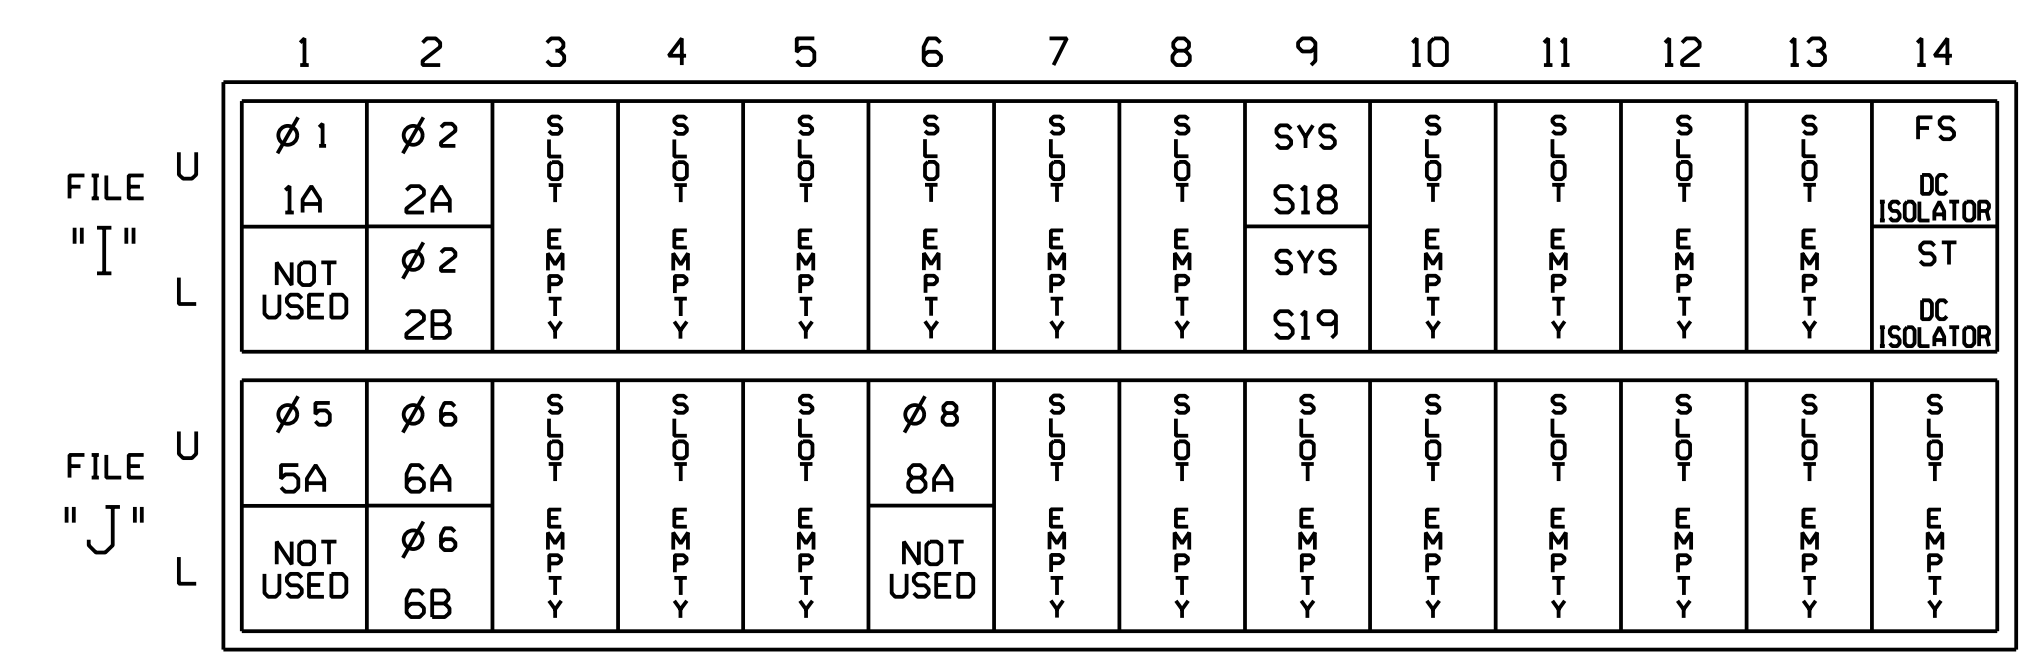 1 2 3 4 5 6 7 8 9 10 11 12 13 14
FILE "I"
U
L
Ø 1
1A
NOT
USED
Ø 2
2A
Ø 2
2B
SLOT EMPTY
SLOT EMPTY
SLOT EMPTY
SLOT EMPTY
SLOT EMPTY
SLOT EMPTY
SYS
S18
SYS
S19
SLOT EMPTY
SLOT EMPTY
SLOT EMPTY
SLOT EMPTY
FS
DC
ISOLATOR
ST
DC
ISOLATOR
FILE "J"
U
L
Ø 5
5A
NOT
USED
Ø 6
6A
Ø 6
6B
SLOT EMPTY
SLOT EMPTY
SLOT EMPTY
Ø 8
8A
NOT
USED
SLOT EMPTY
SLOT EMPTY
SLOT EMPTY
SLOT EMPTY
SLOT EMPTY
SLOT EMPTY
SLOT EMPTY
SLOT EMPTY